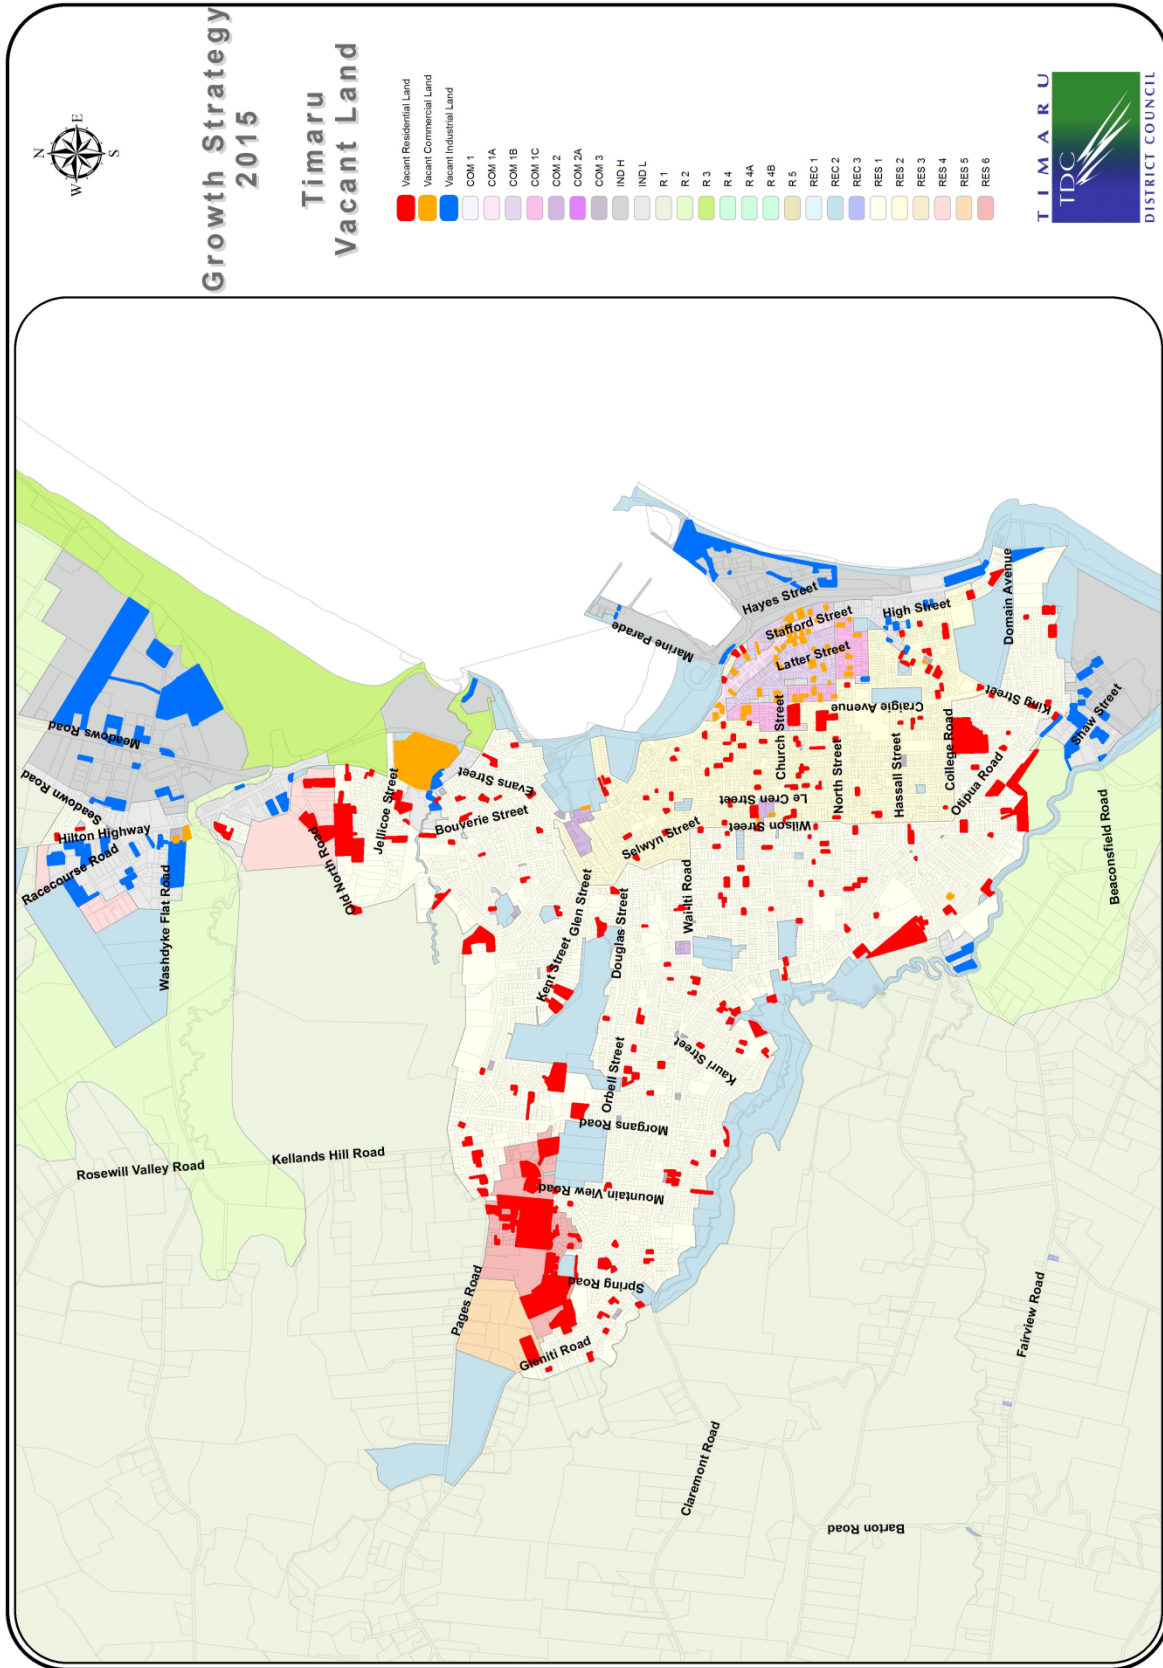 N
W
E
S
Growth Strategy
2015
Timaru
Vacant Land
Vacant Residential Land
Vacant Commercial Land
Vacant Industrial Land
COM 1
COM 1A
COM 1B
COM 1C
COM 2
COM 2A
COM 3
IND H
IND L
R 1
R 2
R 3
R 4
R 4A
R 4B
R 5
REC 1
REC 2
REC 3
RES 1
RES 2
RES 3
RES 4
RES 5
RES 6
TIMARU
TDC
DISTRICT COUNCIL
Meadows Road
Seadown Road
Hilton Highway
Racecourse Road
Washdyke Flat Road
Old North Road
Jellicoe Street
Evans Street
Bouverie Street
Rosewill Valley Road
Kellands Hill Road
Pages Road
Gleniti Road
Spring Road
Mountain View Road
Morgans Road
Orbell Street
Kauri Street
Kent Street
Glen Street
Douglas Street
Wai-iti Road
Selwyn Street
Marine Parade
Hayes Street
Stafford Street
Latter Street
High Street
Church Street
Craigie Avenue
Le Cren Street
Wilson Street
North Street
Hassall Street
College Road
Otipua Road
King Street
Domain Avenue
Shaw Street
Beaconsfield Road
Claremont Road
Fairview Road
Barton Road